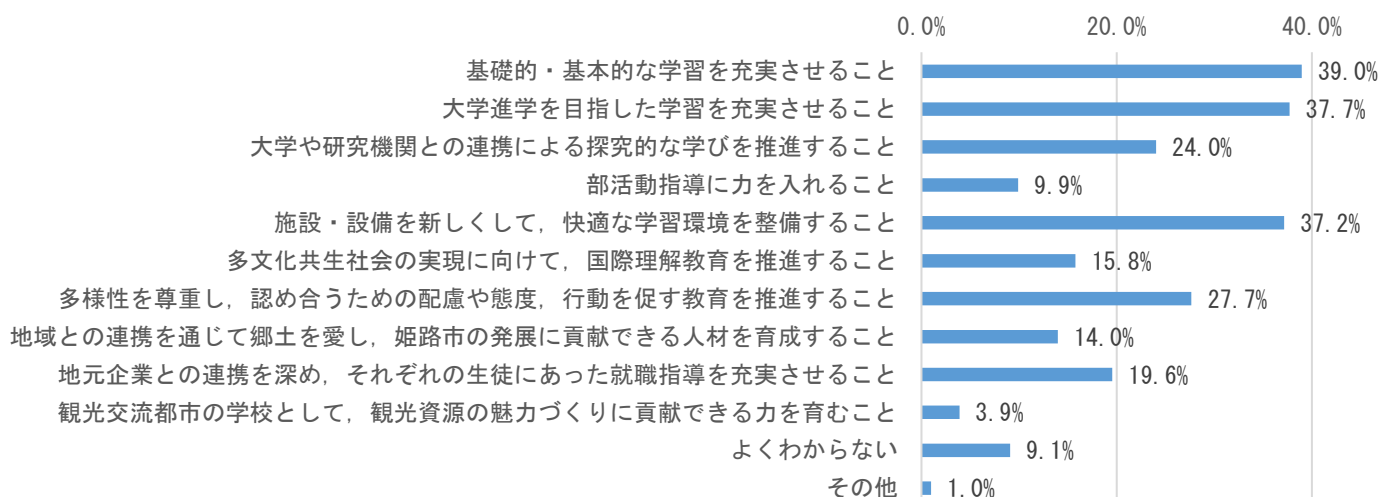 0.0% 20.0% 40.0%
基礎的・基本的な学習を充実させること 39.0%
大学進学を目指した学習を充実させること 37.7%
大学や研究機関との連携による探究的な学びを推進すること 24.0%
部活動指導に力を入れること 9.9%
施設・設備を新しくして，快適な学習環境を整備すること 37.2%
多文化共生社会の実現に向けて，国際理解教育を推進すること 15.8%
多様性を尊重し，認め合うための配慮や態度，行動を促す教育を推進すること 27.7%
地域との連携を通じて郷土を愛し，姫路市の発展に貢献できる人材を育成すること 14.0%
地元企業との連携を深め，それぞれの生徒にあった就職指導を充実させること 19.6%
観光交流都市の学校として，観光資源の魅力づくりに貢献できる力を育むこと 3.9%
よくわからない 9.1%
その他 1.0%